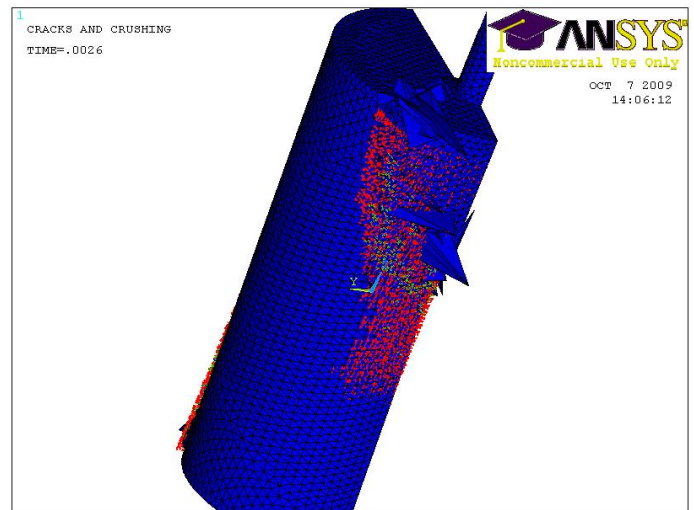 1
CRACKS AND CRUSHING
TIME=.0026
ANSYS
Noncommercial Use Only
OCT 7 2009
14:06:12
Y